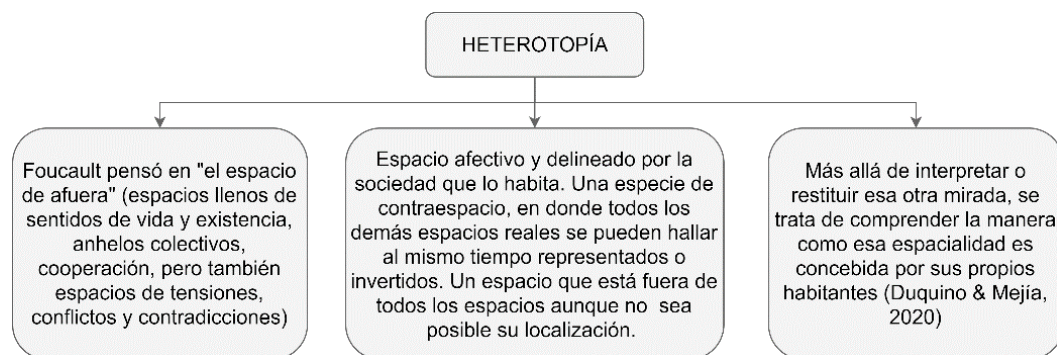 HETEROTOPÍA
Foucault pensó en "el espacio
de afuera" (espacios llenos de
sentidos de vida y existencia,
anhelos colectivos,
cooperación, pero también
espacios de tensiones,
conflictos y contradicciones)
Espacio afectivo y delineado por la
sociedad que lo habita. Una especie de
contraespacio, en donde todos los
demás espacios reales se pueden hallar
al mismo tiempo representados o
invertidos. Un espacio que está fuera de
todos los espacios aunque no sea
posible su localización.
Más allá de interpretar o
restituir esa otra mirada, se
trata de comprender la manera
como esa espacialidad es
concebida por sus propios
habitantes (Duquino & Mejía,
2020)